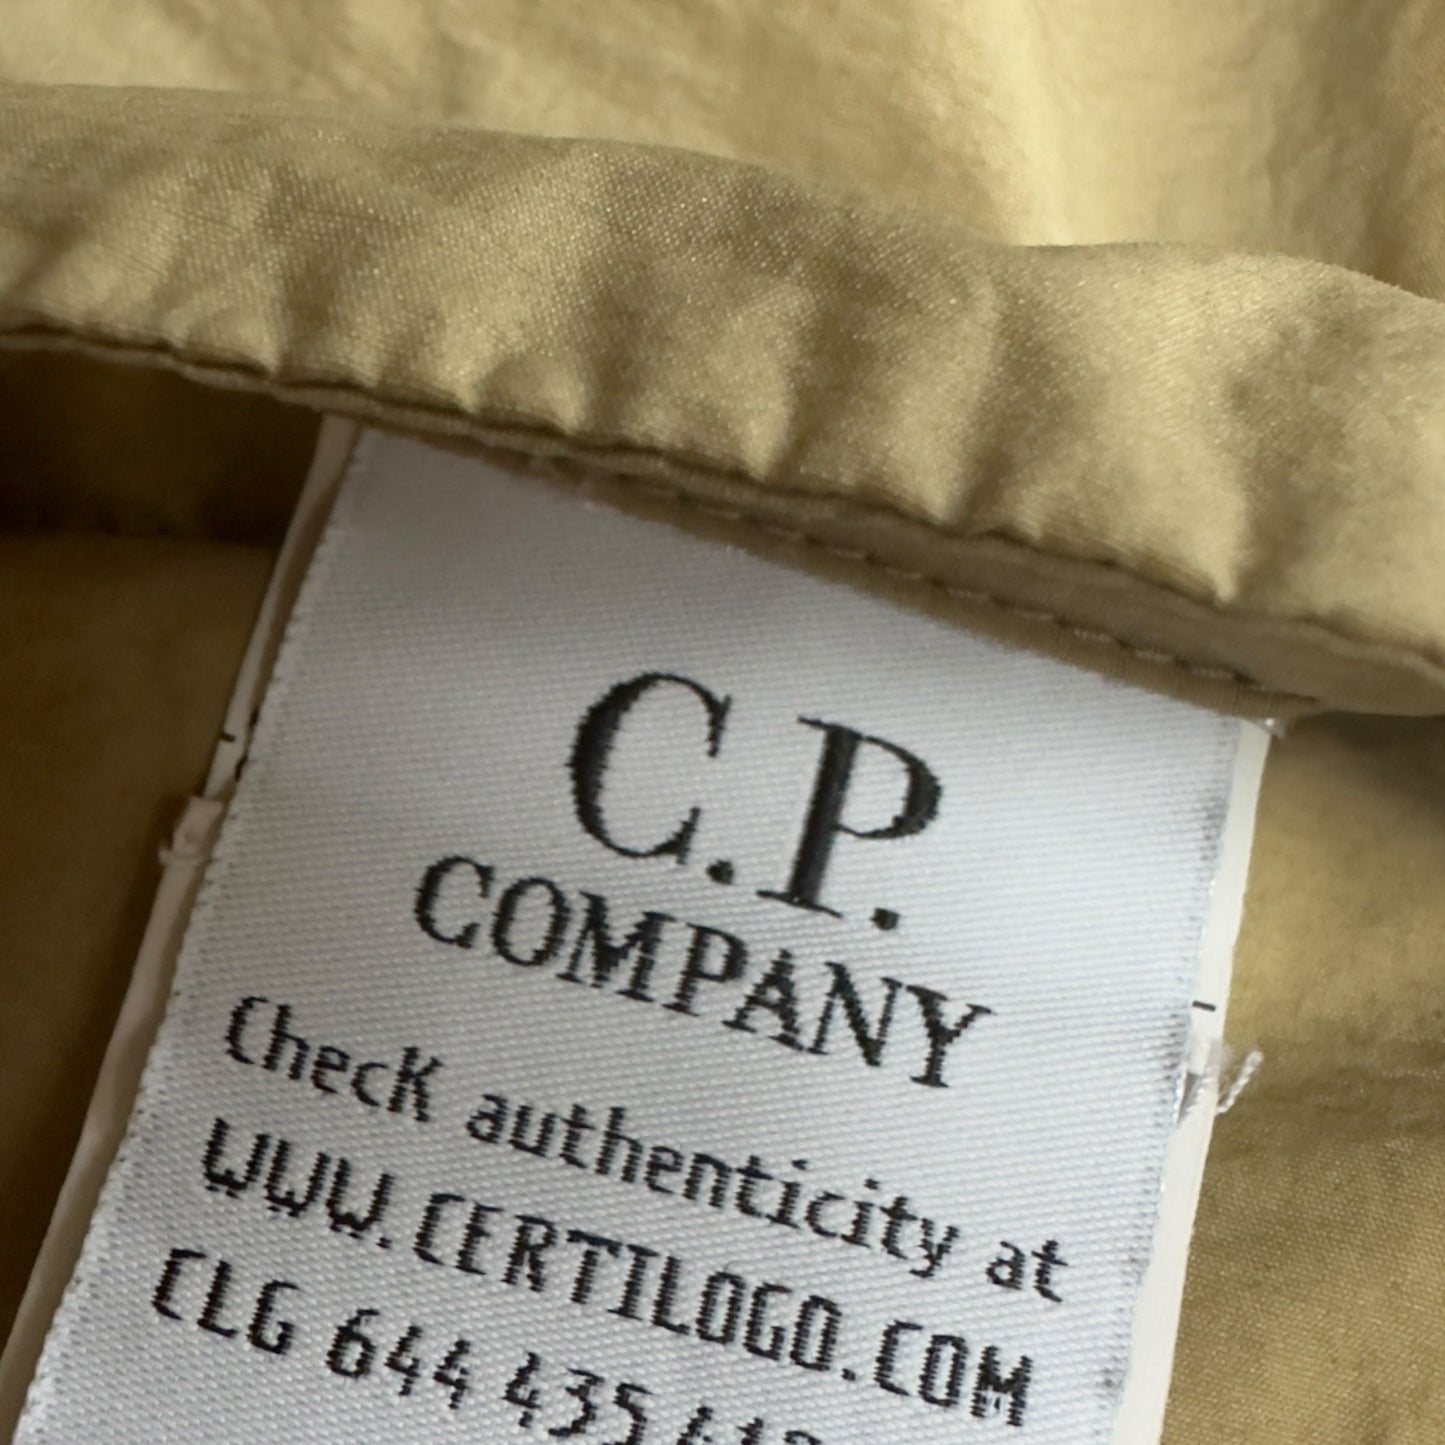 C.P.
COMPANY
Check authenticity at
WWW.CERTILOGO.COM
CLG 644 435